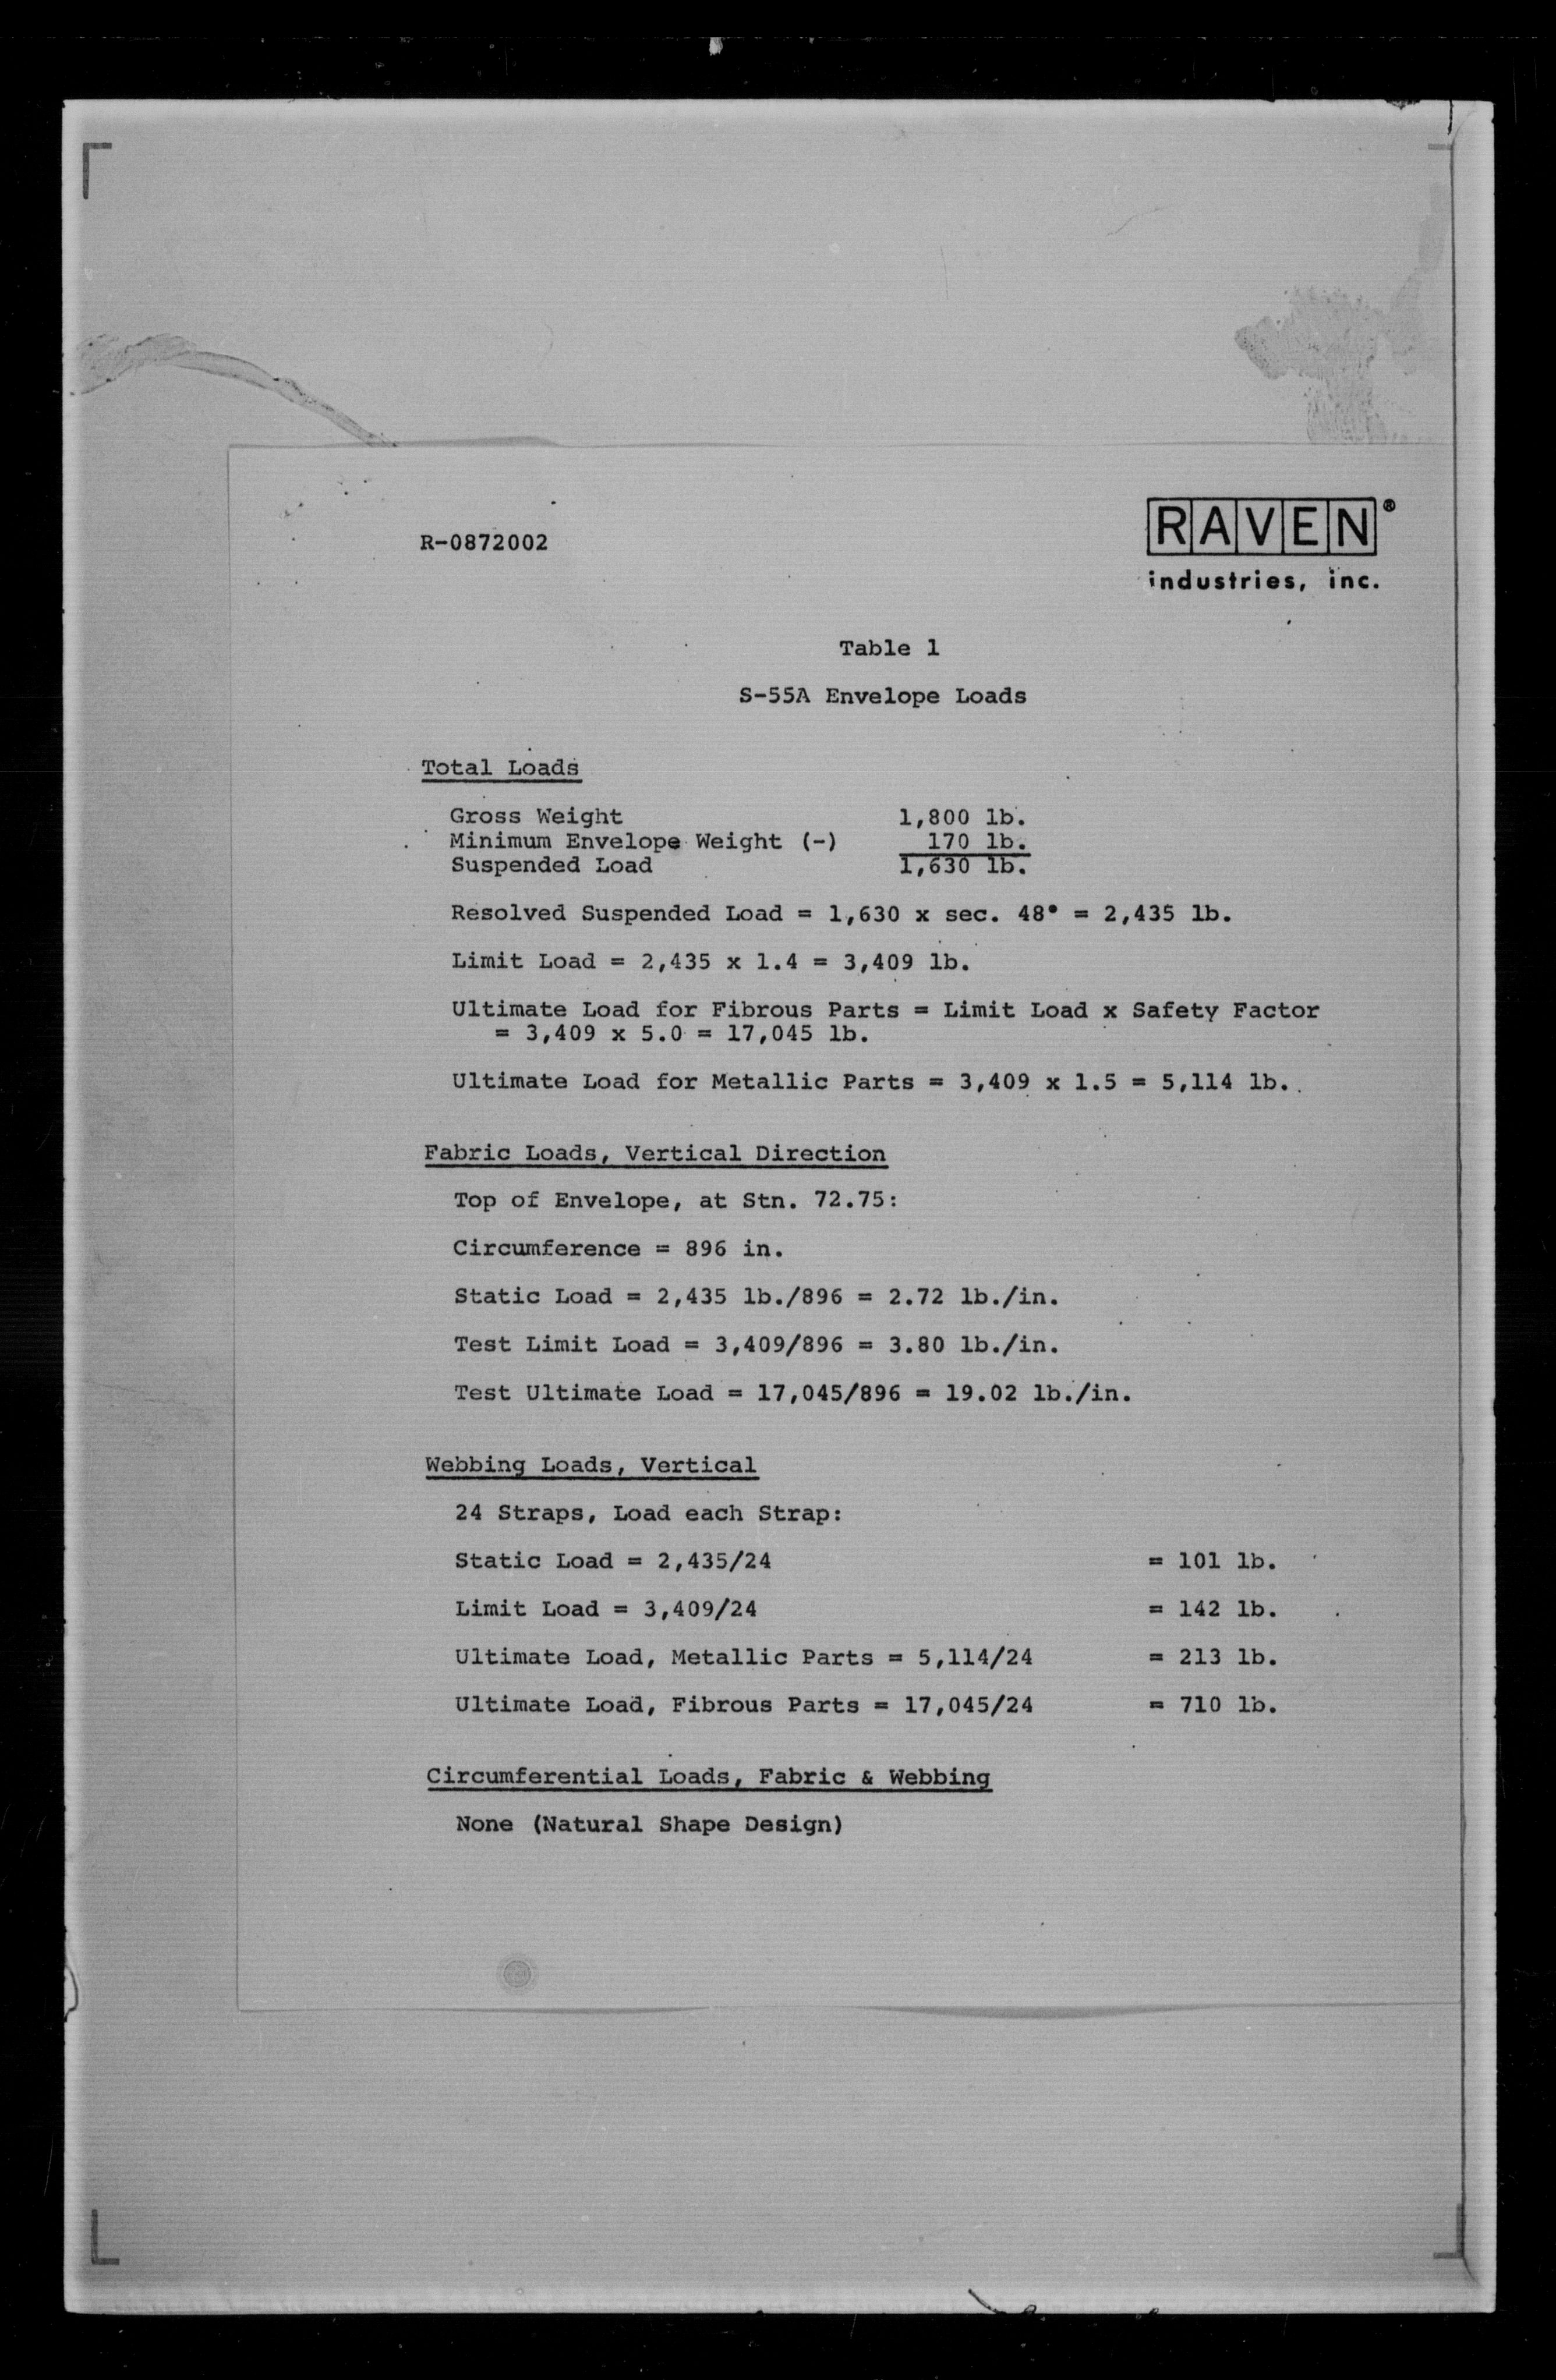 R-0872002
RAVEN®
industries, inc.
Table 1
S-55A Envelope Loads
Total Loads
Gross Weight 1,800 lb.
Minimum Envelope Weight (-) 170 lb.
Suspended Load 1,630 lb.
Resolved Suspended Load = 1,630 x sec. 48° = 2,435 lb.
Limit Load = 2,435 x 1.4 = 3,409 lb.
Ultimate Load for Fibrous Parts = Limit Load x Safety Factor
= 3,409 x 5.0 = 17,045 lb.
Ultimate Load for Metallic Parts = 3,409 x 1.5 = 5,114 lb.
Fabric Loads, Vertical Direction
Top of Envelope, at Stn. 72.75:
Circumference = 896 in.
Static Load = 2,435 lb./896 = 2.72 lb./in.
Test Limit Load = 3,409/896 = 3.80 lb./in.
Test Ultimate Load = 17,045/896 = 19.02 lb./in.
Webbing Loads, Vertical
24 Straps, Load each Strap:
Static Load = 2,435/24 = 101 lb.
Limit Load = 3,409/24 = 142 lb.
Ultimate Load, Metallic Parts = 5,114/24 = 213 lb.
Ultimate Load, Fibrous Parts = 17,045/24 = 710 lb.
Circumferential Loads, Fabric & Webbing
None (Natural Shape Design)